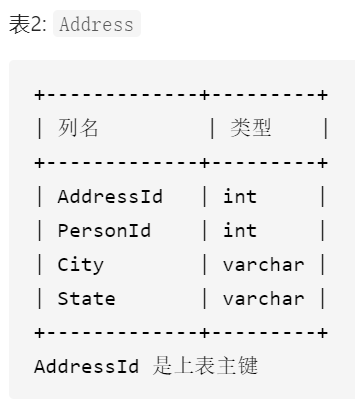 表2: Address
+-------------+---------+
| 列名         | 类型    |
+-------------+---------+
| AddressId   | int     |
| PersonId    | int     |
| City        | varchar |
| State       | varchar |
+-------------+---------+
AddressId 是上表主键